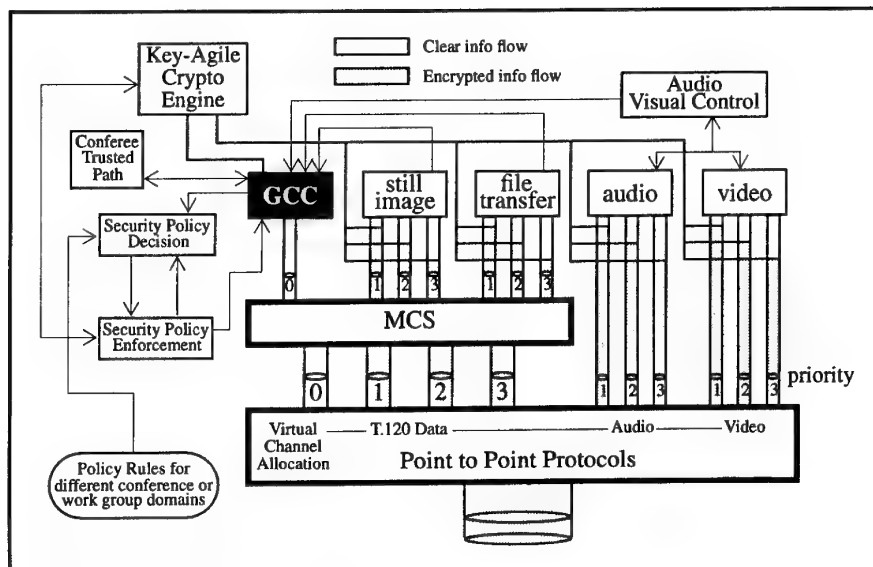 Key-Agile
Crypto
Engine
Clear info flow
Encrypted info flow
Audio
Visual Control
Conferee
Trusted
Path
GCC
still
image
file
transfer
audio
video
Security Policy
Decision
0
1
2
3
1
2
3
MCS
Security Policy
Enforcement
0
1
2
3
1
2
3
1
2
3
priority
Virtual
Channel
Allocation
T.120 Data
Audio
Video
Point to Point Protocols
Policy Rules for
different conference or
work group domains